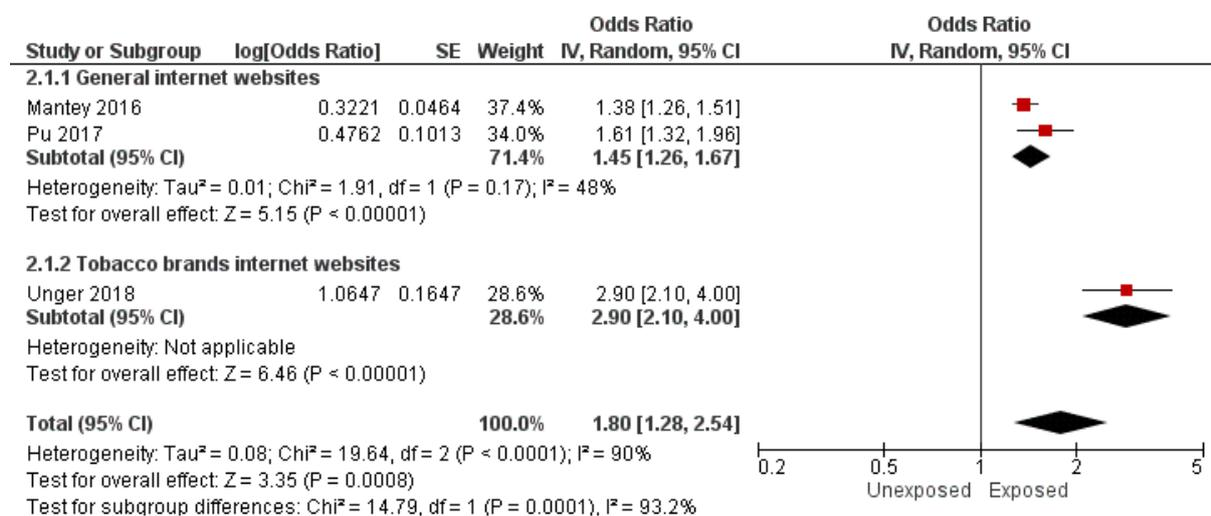 Odds Ratio Odds Ratio
Study or Subgroup log[Odds Ratio] SE Weight IV, Random, 95% CI IV, Random, 95% CI
2.1.1 General internet websites
Mantey 2016 0.3221 0.0464 37.4% 1.38 [1.26, 1.51]
Pu 2017 0.4762 0.1013 34.0% 1.61 [1.32, 1.96]
Subtotal (95% CI) 71.4% 1.45 [1.26, 1.67]
Heterogeneity: Tau² = 0.01; Chi² = 1.91, df = 1 (P = 0.17); I² = 48%
Test for overall effect: Z = 5.15 (P < 0.00001)
2.1.2 Tobacco brands internet websites
Unger 2018 1.0647 0.1647 28.6% 2.90 [2.10, 4.00]
Subtotal (95% CI) 28.6% 2.90 [2.10, 4.00]
Heterogeneity: Not applicable
Test for overall effect: Z = 6.46 (P < 0.00001)
Total (95% CI) 100.0% 1.80 [1.28, 2.54]
Heterogeneity: Tau² = 0.08; Chi² = 19.64, df = 2 (P < 0.0001); I² = 90%
Test for overall effect: Z = 3.35 (P = 0.0008)
Test for subgroup differences: Chi² = 14.79, df = 1 (P = 0.0001), I² = 93.2%
0.2 0.5 1 2 5
Unexposed Exposed